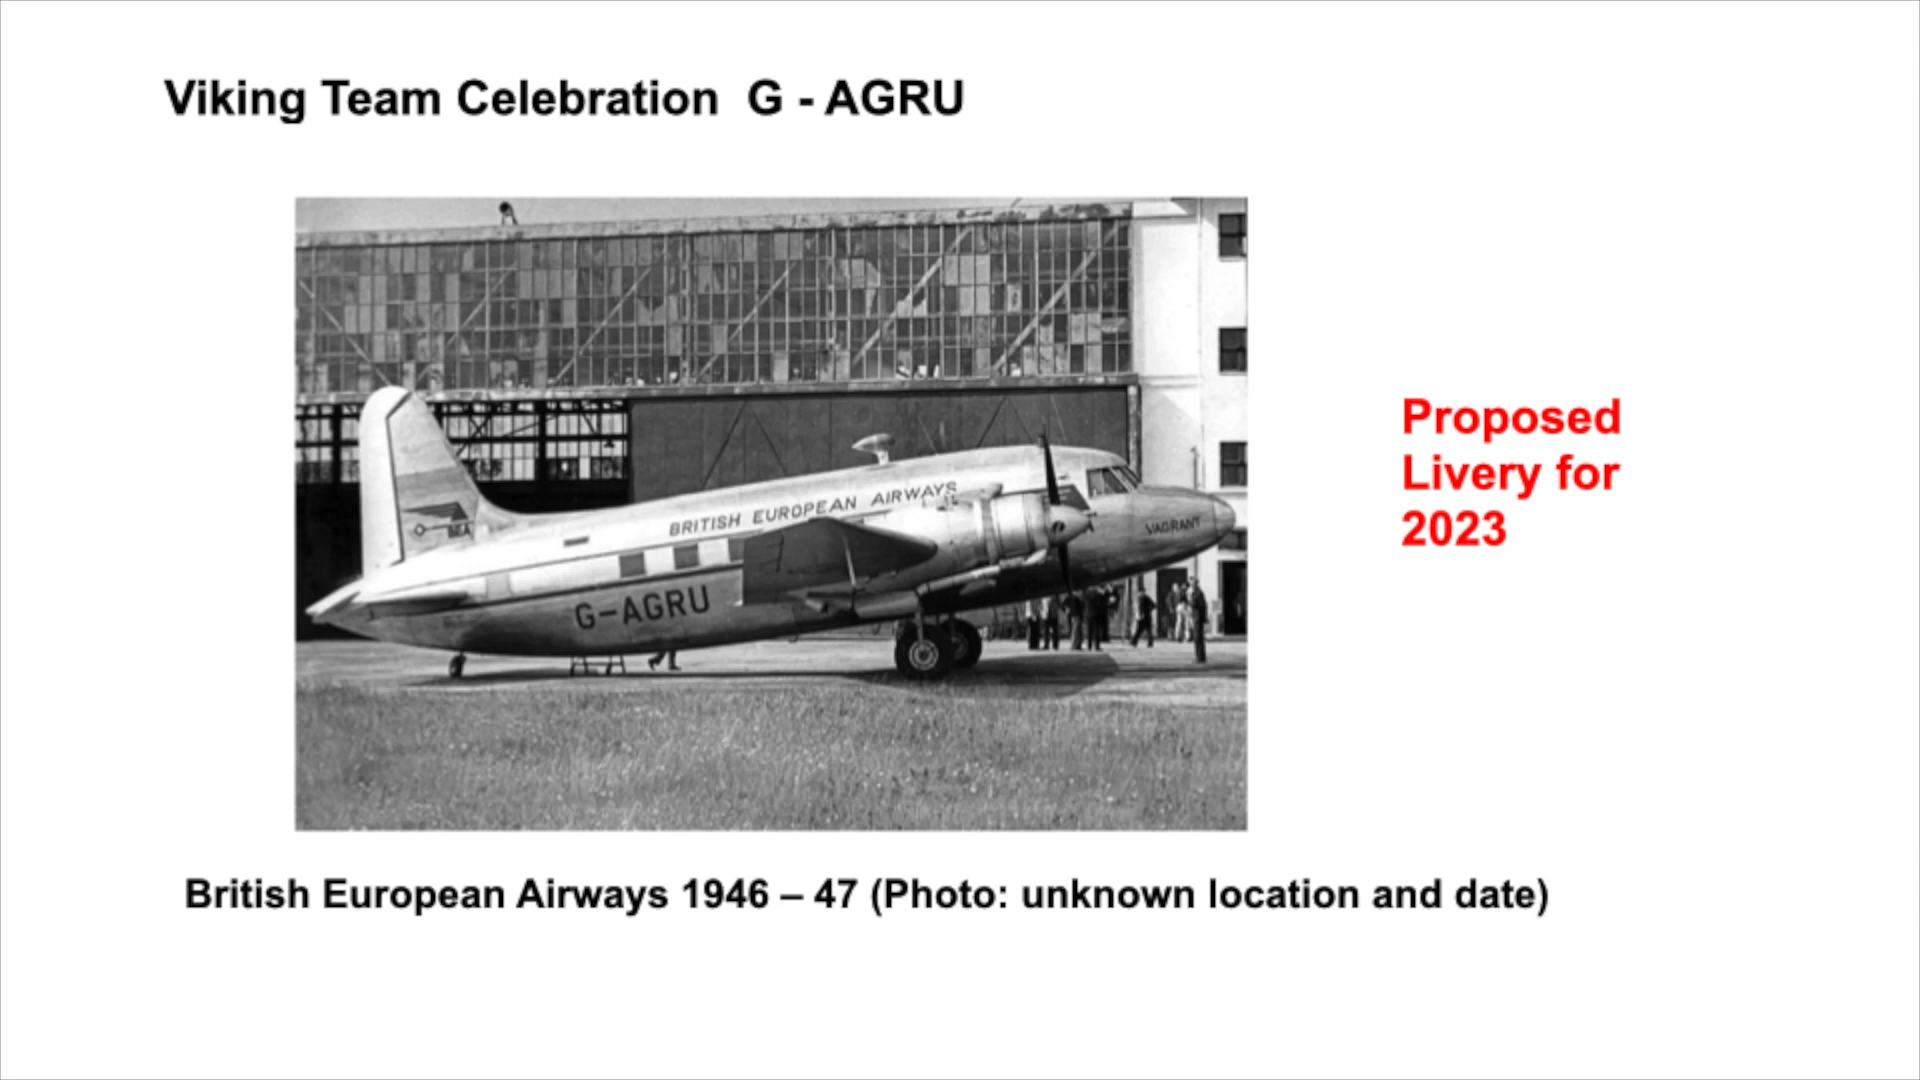 Viking Team Celebration G - AGRU
BRITISH EUROPEAN AIRWAYS
BEA
VAGRANT
G-AGRU
Proposed
Livery for
2023
British European Airways 1946 – 47 (Photo: unknown location and date)